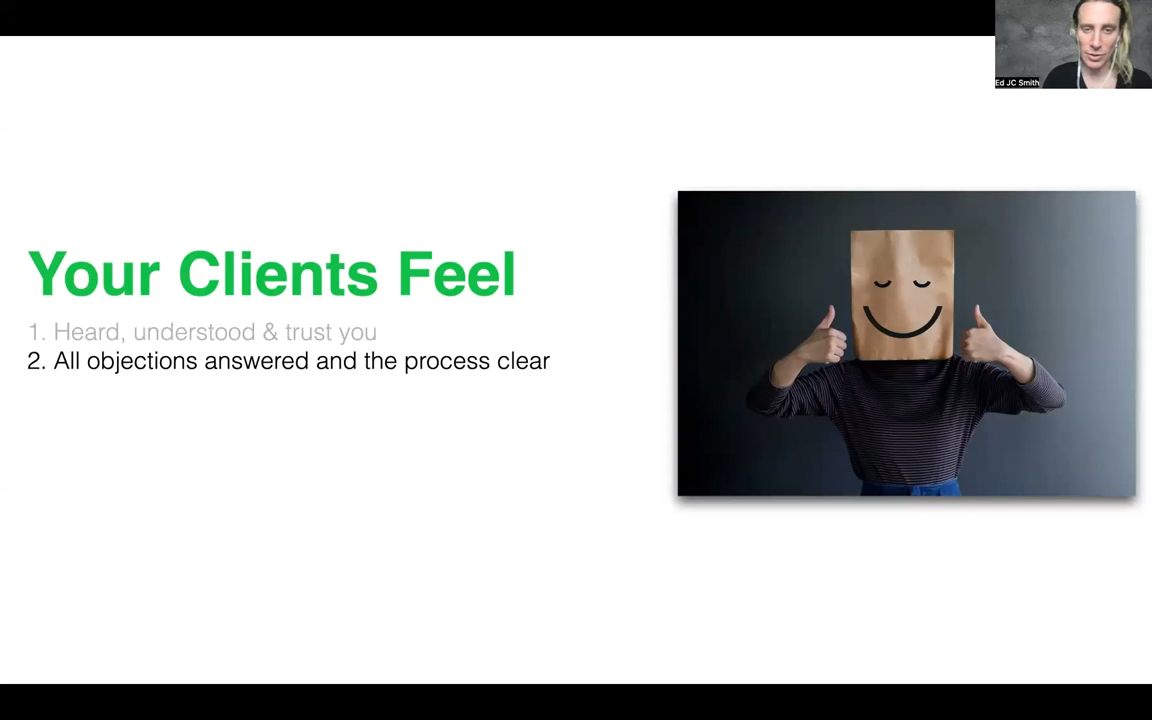 Ed JC Smith
Your Clients Feel
1. Heard, understood & trust you
2. All objections answered and the process clear